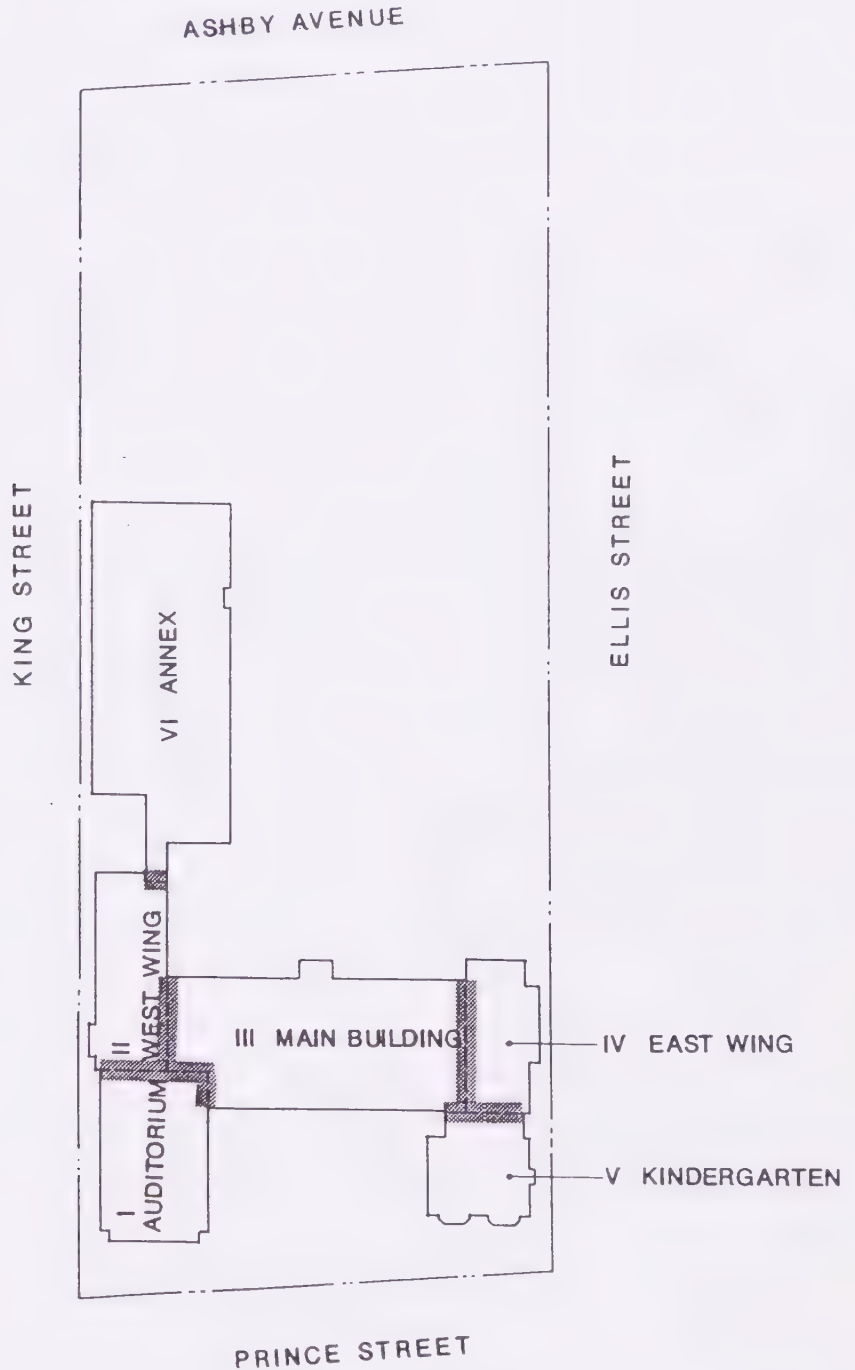 ASHBY AVENUE
KING STREET
ELLIS STREET
VI ANNEX
II WEST WING
III MAIN BUILDING
IV EAST WING
I AUDITORIUM
V KINDERGARTEN
PRINCE STREET